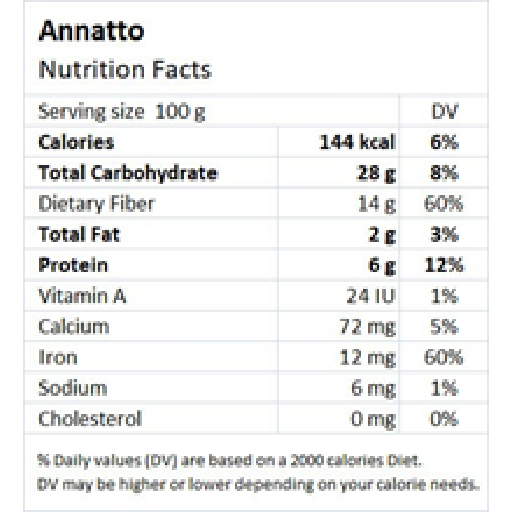 Annatto
Nutrition Facts
Serving size 100 g DV
Calories 144 kcal 6%
Total Carbohydrate 28 g 8%
Dietary Fiber 14 g 60%
Total Fat 2 g 3%
Protein 6 g 12%
Vitamin A 24 IU 1%
Calcium 72 mg 5%
Iron 12 mg 60%
Sodium 6 mg 1%
Cholesterol 0 mg 0%
% Daily values (DV) are based on a 2000 calories Diet.
DV may be higher or lower depending on your calorie needs.